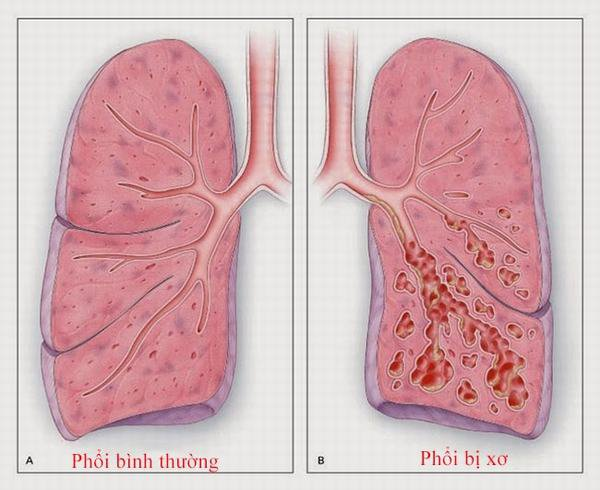 A
Phổi bình thường
B
Phổi bị xơ